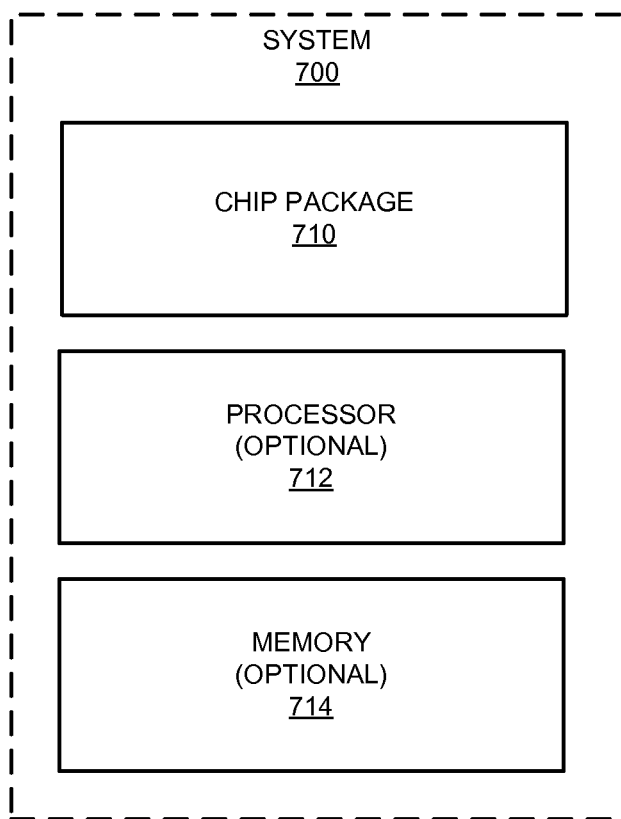 SYSTEM
700
CHIP PACKAGE
710
PROCESSOR
(OPTIONAL)
712
MEMORY
(OPTIONAL)
714